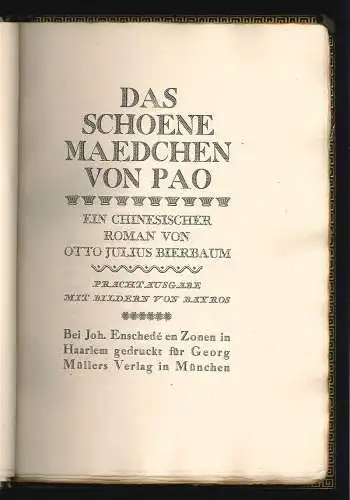 DAS
SCHOENE
MAEDCHEN
VON PAO
EIN CHINESISCHER
ROMAN VON
OTTO JULIUS BIERBAUM
PRACHTAUSGABE
MIT BILDERN VON BAYROS
Bei Joh. Enschedé en Zonen in
Haarlem gedruckt für Georg
Müllers Verlag in München